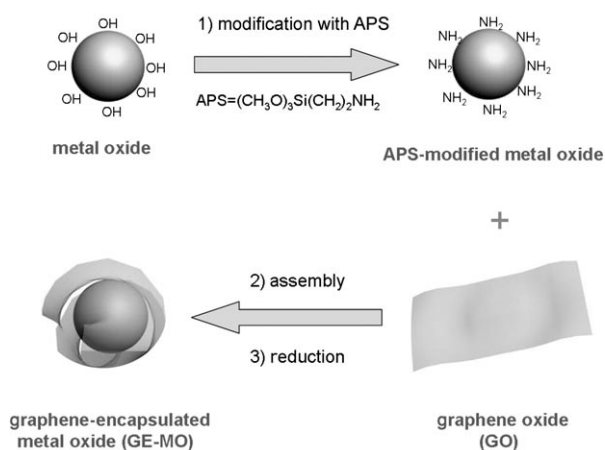 OH
OH
OH
OH
OH
OH
OH
OH
metal oxide
1) modification with APS
APS=(CH₃O)₃Si(CH₂)₂NH₂
NH₂
NH₂
NH₂
NH₂
NH₂
NH₂
NH₂
NH₂
APS-modified metal oxide
+
2) assembly
3) reduction
graphene-encapsulated
metal oxide (GE-MO)
graphene oxide
(GO)